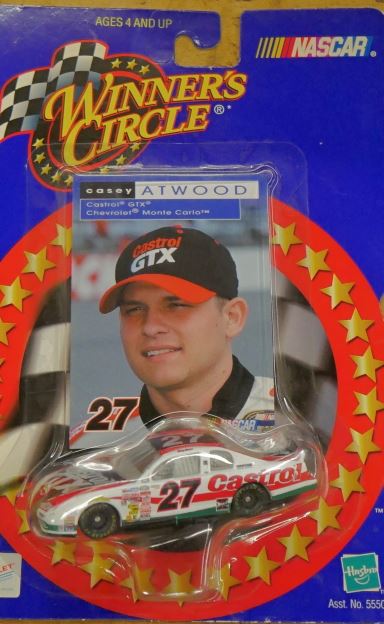 AGES 4 AND UP
NASCAR®
WINNER'S
CIRCLE®*
casey ATWOOD
Castrol® GTX®
Chevrolet® Monte Carlo™
Castrol
GTX
27
NASCAR
27
27 Castrol
™
Hasbro
Asst. No. 5550